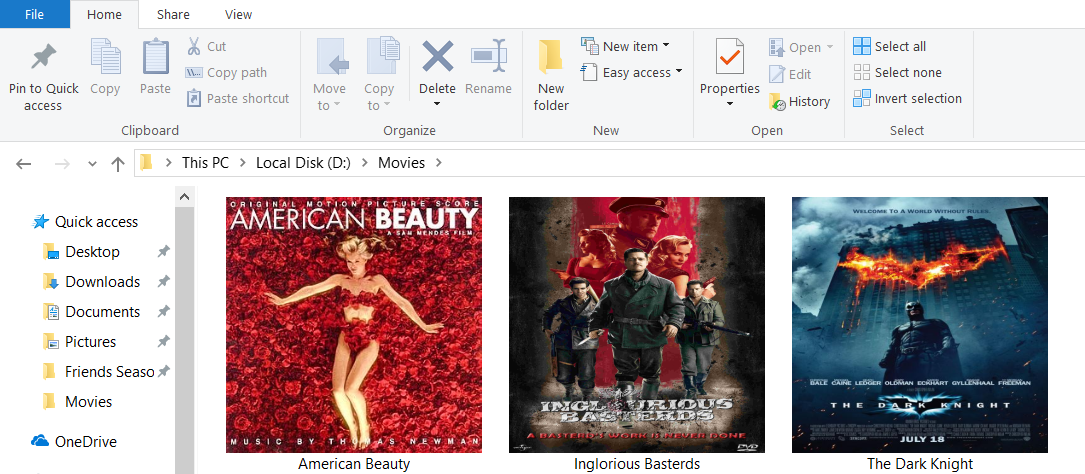 File Home Share View
Pin to Quick access
Copy
Paste
Cut
Copy path
Paste shortcut
Clipboard
Move to
Copy to
Delete
Rename
Organize
New folder
New item
Easy access
New
Properties
Open
Edit
History
Open
Select all
Select none
Invert selection
Select
This PC > Local Disk (D:) > Movies >
Quick access
Desktop
Downloads
Documents
Pictures
Friends Seaso
Movies
OneDrive
ORIGINAL MOTION PICTURE SCORE
AMERICAN BEAUTY
A SAM MENDES FILM
MUSIC BY THOMAS NEWMAN
American Beauty
INGLOURIOUS
BASTERDS
A BASTERD'S WORK IS NEVER DONE
DVD
Inglorious Basterds
WELCOME TO A WORLD WITHOUT RULES.
BALE CAINE LEDGER OLDMAN ECKHART GYLLENHAAL FREEMAN
THE DARK KNIGHT
JULY 18
The Dark Knight